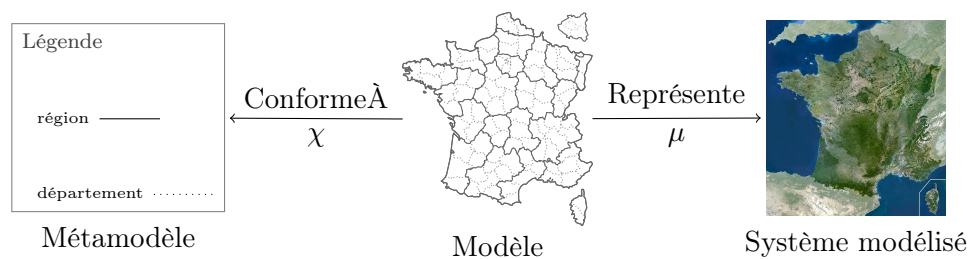 Légende
région
département
Métamodèle
ConformeÀ
χ
Modèle
Représente
μ
Système modélisé